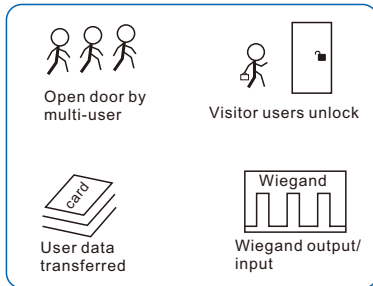 Open door by
multi-user
Visitor users unlock
card
User data
transferred
Wiegand
Wiegand output/
input